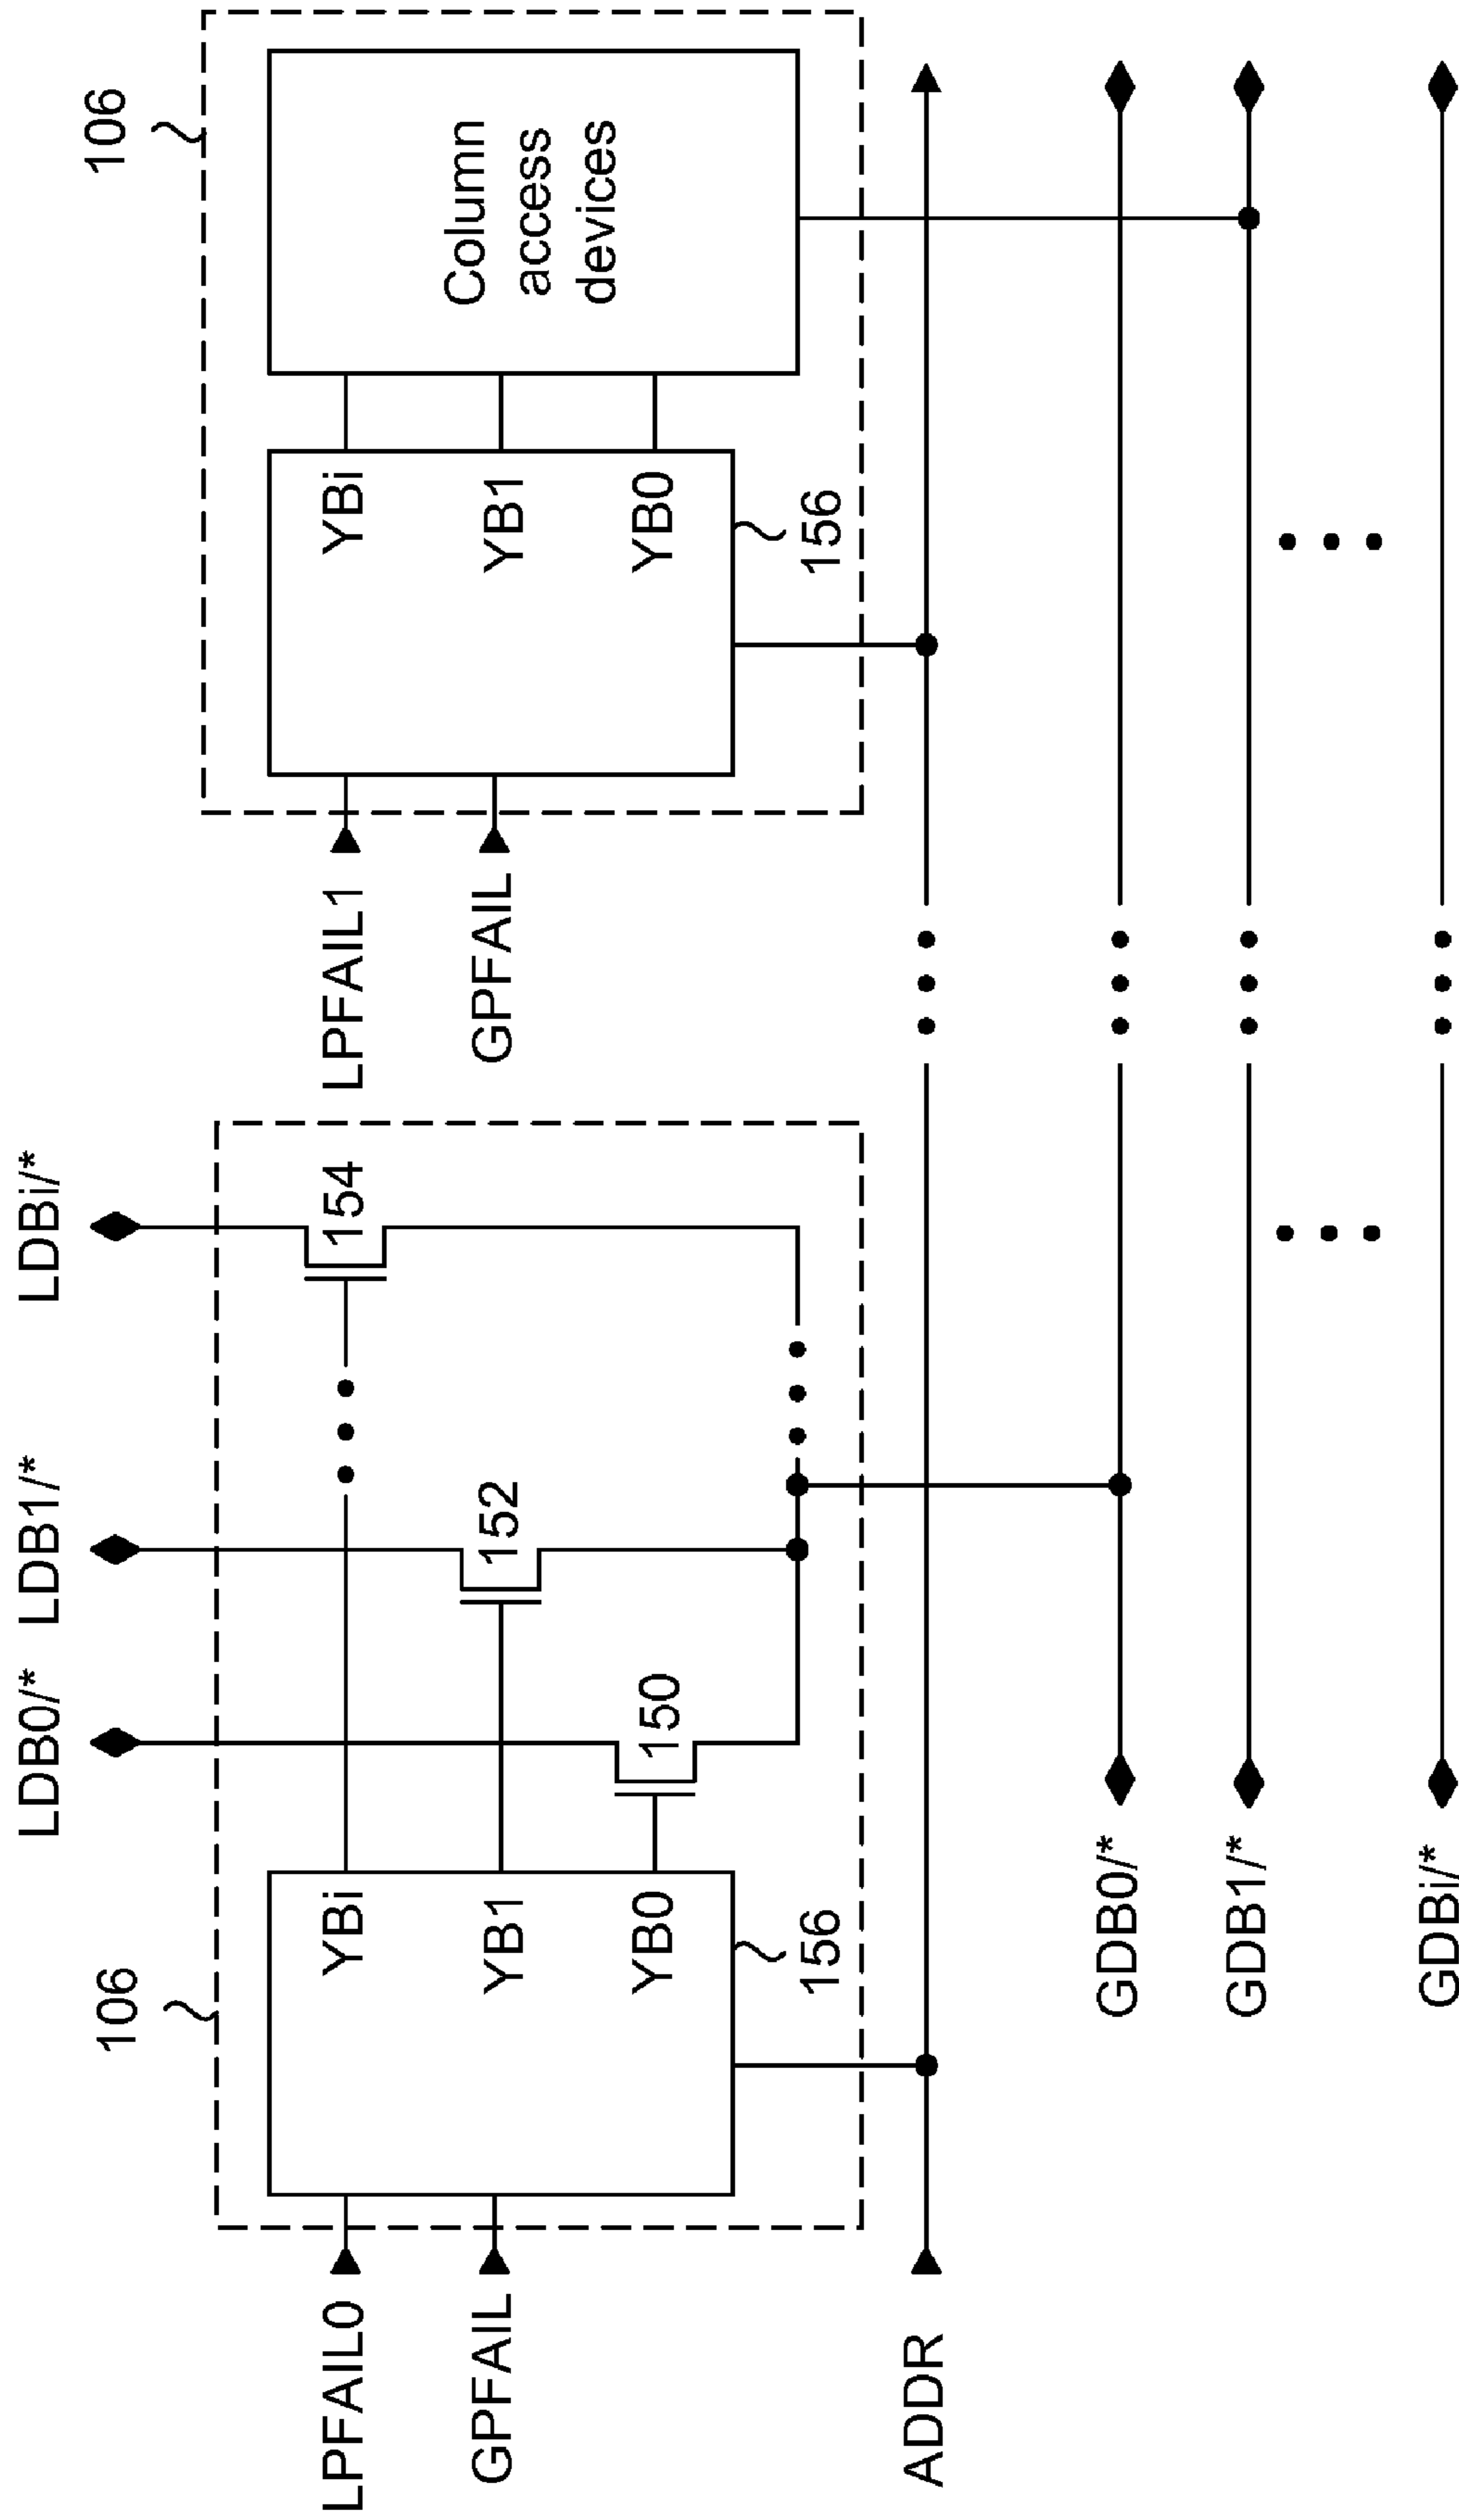 LDB0/*
LDB1/*
LDBi/*
106
106
LPFAIL0
YBi
154
LPFAIL1
YBi
GPFAIL
YB1
152
GPFAIL
YB1
Column
access
devices
YB0
150
YB0
156
156
ADDR
GDB0/*
GDB1/*
GDBi/*